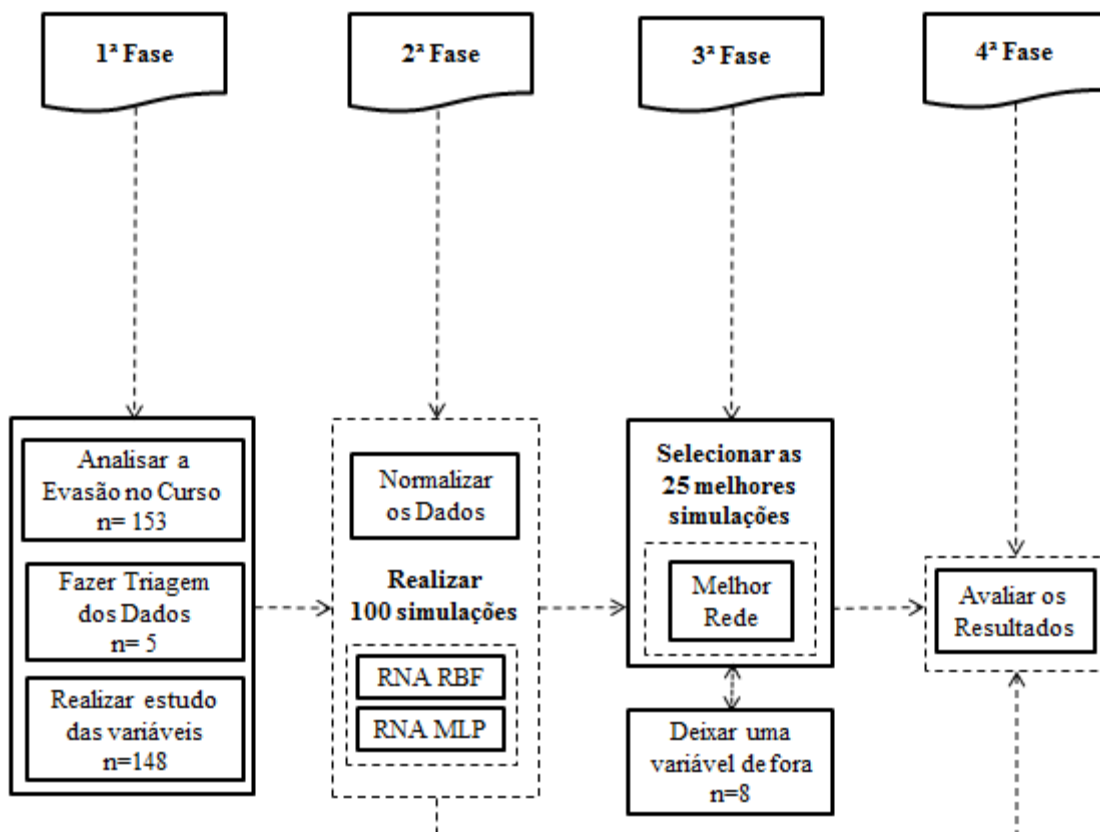 1ª Fase
2ª Fase
3ª Fase
4ª Fase
Analisar a
Evasão no Curso
n= 153
Fazer Triagem
dos Dados
n= 5
Realizar estudo
das variáveis
n=148
Normalizar
os Dados
Realizar
100 simulações
RNA RBF
RNA MLP
Selecionar as
25 melhores
simulações
Melhor
Rede
Deixar uma
variável de fora
n=8
Avaliar os
Resultados